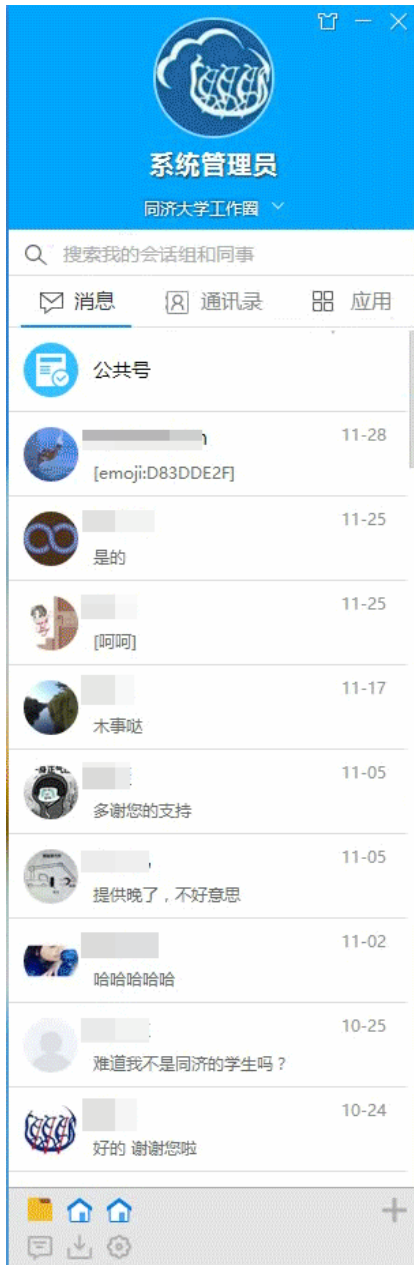 系统管理员
同济大学工作圈
搜索我的会话组和同事
消息 通讯录 应用
公共号
11-28
[emoji:D83DDE2F]
11-25
是的
11-25
[呵呵]
11-17
木事哒
11-05
多谢您的支持
11-05
提供晚了，不好意思
11-02
哈哈哈哈哈
10-25
难道我不是同济的学生吗？
10-24
好的 谢谢您啦